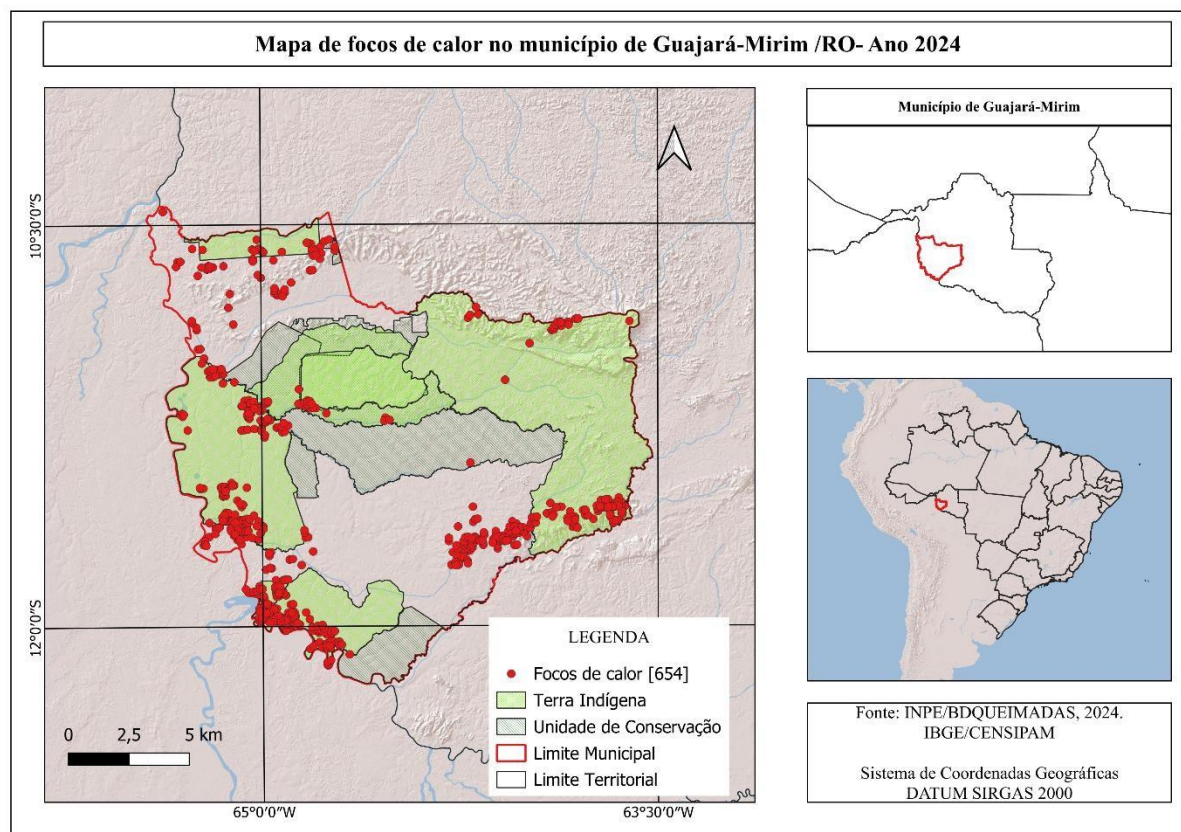 Mapa de focos de calor no município de Guajará-Mirim /RO- Ano 2024
10°30'0"S
12°0'0"S
65°0'0"W
63°30'0"W
0 2,5 5 km
LEGENDA
Focos de calor [654]
Terra Indígena
Unidade de Conservação
Limite Municipal
Limite Territorial
Município de Guajará-Mirim
Fonte: INPE/BDQUEIMADAS, 2024.
IBGE/CENSIPAM
Sistema de Coordenadas Geográficas
DATUM SIRGAS 2000